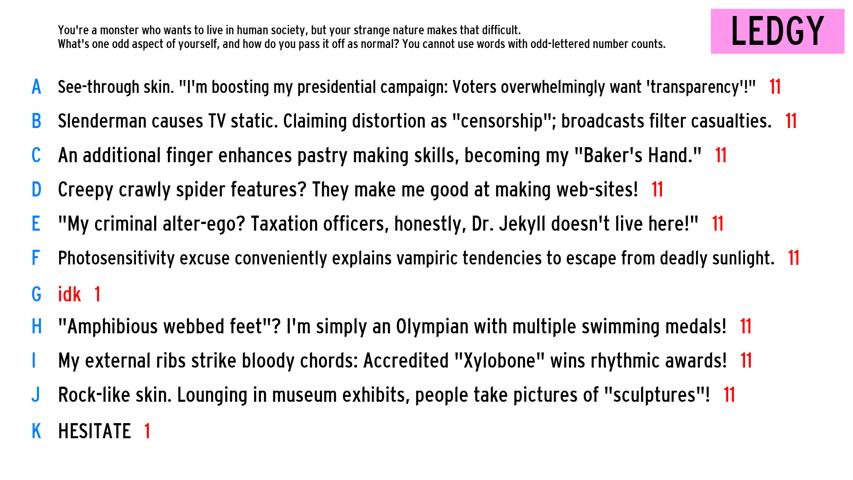 You're a monster who wants to live in human society, but your strange nature makes that difficult.
What's one odd aspect of yourself, and how do you pass it off as normal? You cannot use words with odd-lettered number counts.
LEDGY
A See-through skin. "I'm boosting my presidential campaign: Voters overwhelmingly want 'transparency'!" 11
B Slenderman causes TV static. Claiming distortion as "censorship"; broadcasts filter casualties. 11
C An additional finger enhances pastry making skills, becoming my "Baker's Hand." 11
D Creepy crawly spider features? They make me good at making web-sites! 11
E "My criminal alter-ego? Taxation officers, honestly, Dr. Jekyll doesn't live here!" 11
F Photosensitivity excuse conveniently explains vampiric tendencies to escape from deadly sunlight. 11
G idk 1
H "Amphibious webbed feet"? I'm simply an Olympian with multiple swimming medals! 11
I My external ribs strike bloody chords: Accredited "Xylobone" wins rhythmic awards! 11
J Rock-like skin. Lounging in museum exhibits, people take pictures of "sculptures"! 11
K HESITATE 1